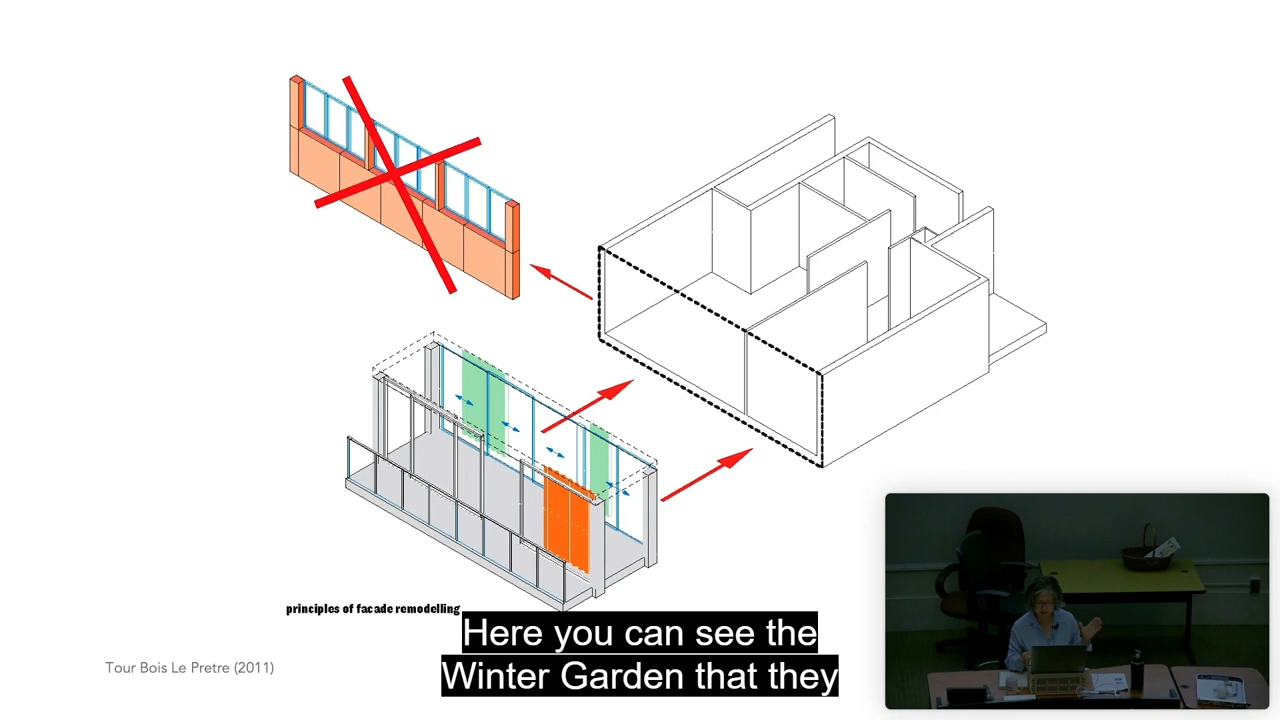 principles of facade remodelling
Tour Bois Le Pretre (2011)
Here you can see the
Winter Garden that they